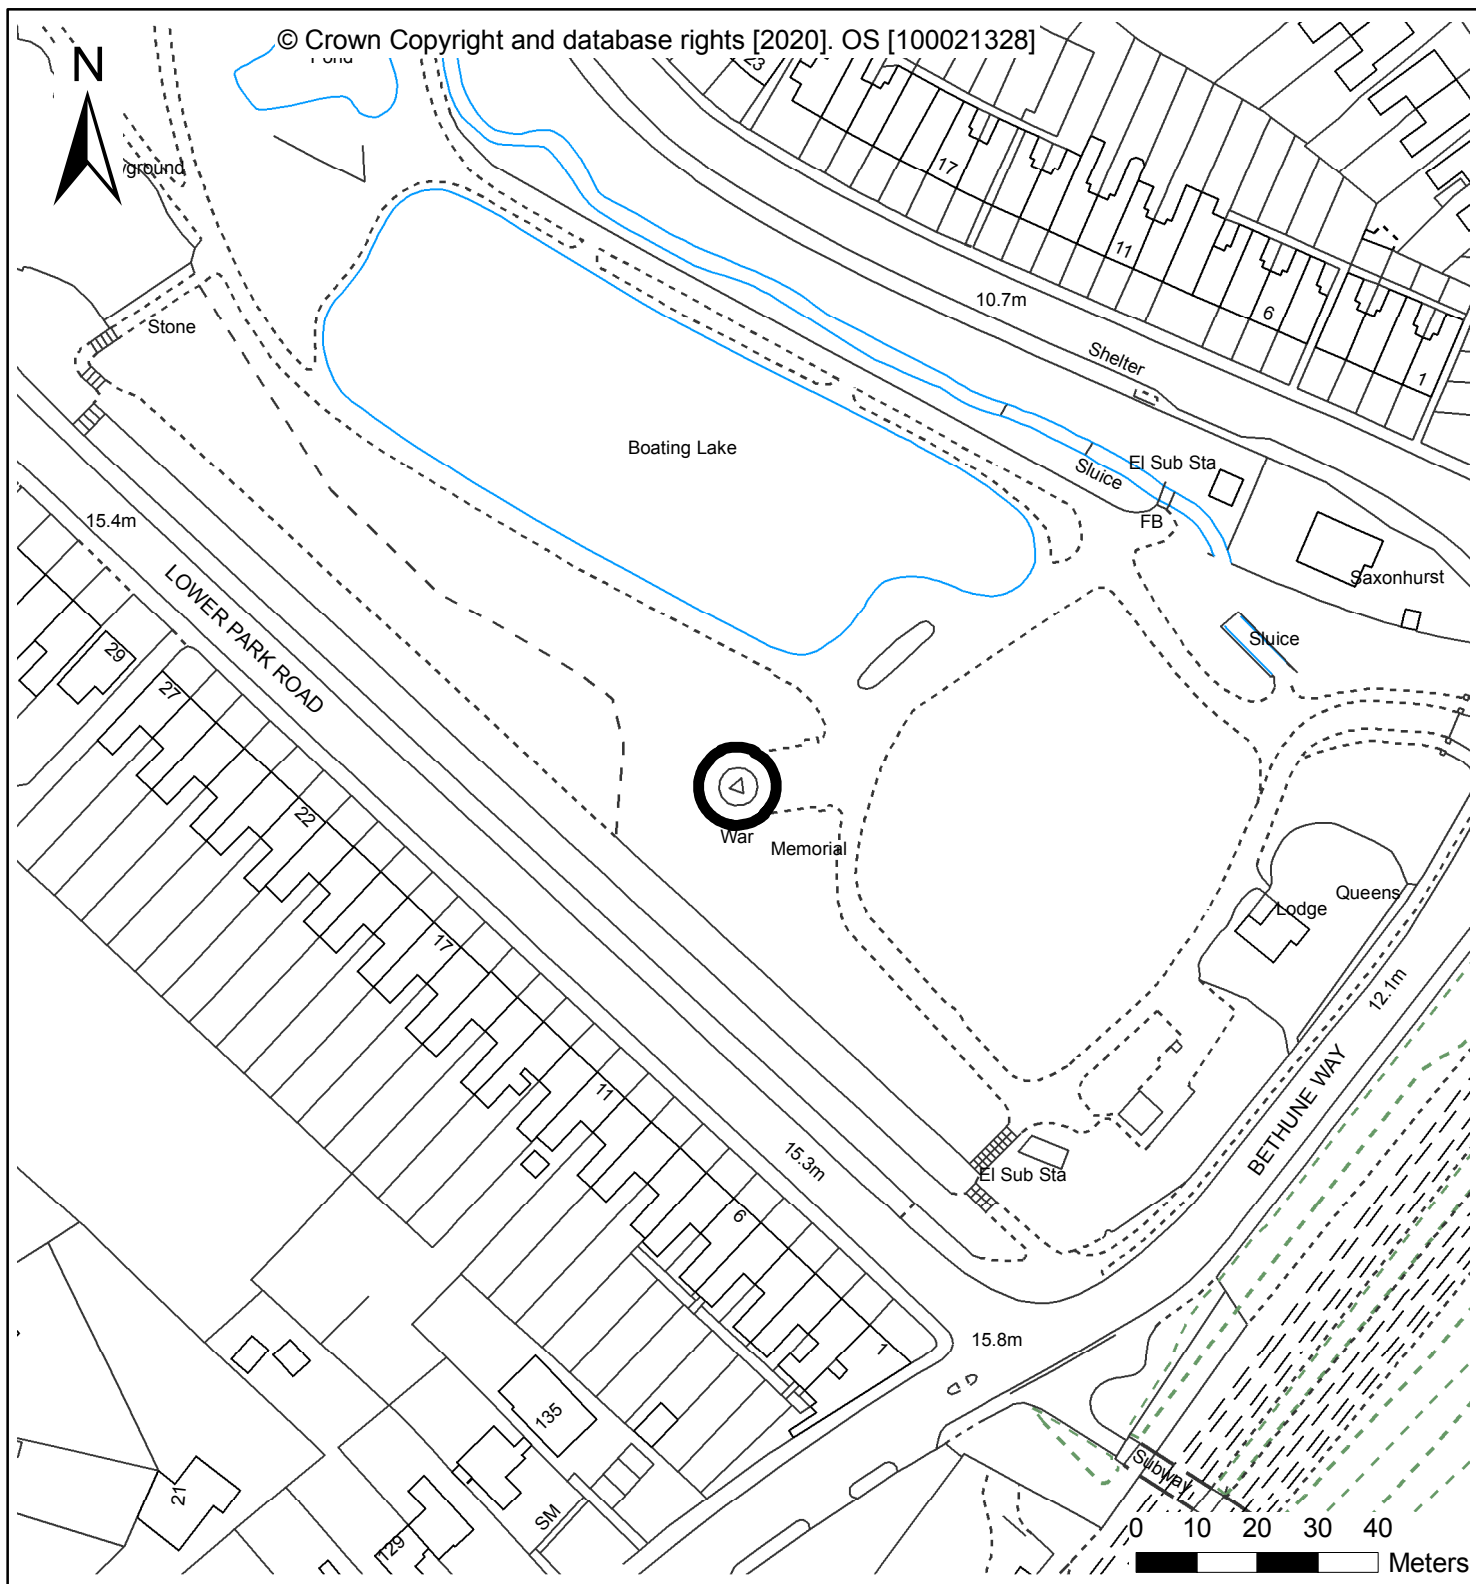 © Crown Copyright and database rights [2020]. OS [100021328]
N
Pond
23
yground
17
11
10.7m
6
Stone
Shelter
1
Boating Lake
Sluice
El Sub Sta
15.4m
FB
Saxonhurst
LOWER PARK ROAD
Sluice
29
27
22
War
Memorial
Queens
Lodge
17
12.1m
11
BETHUNE WAY
15.3m
El Sub Sta
6
15.8m
1
135
Subway
21
SM
129
0 10 20 30 40
Meters